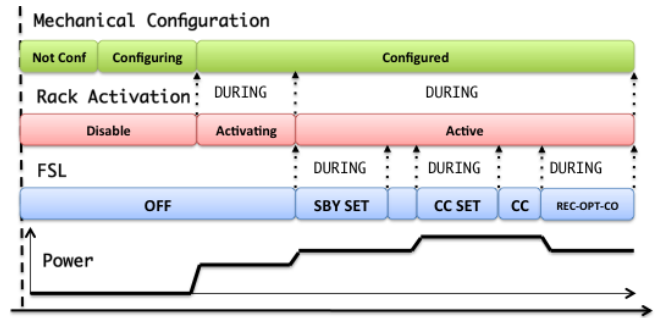 Mechanical Configuration
Not Conf Configuring Configured
Rack Activation DURING DURING
Disable Activating Active
FSL DURING DURING DURING
OFF SBY SET CC SET CC REC-OPT-CO
Power